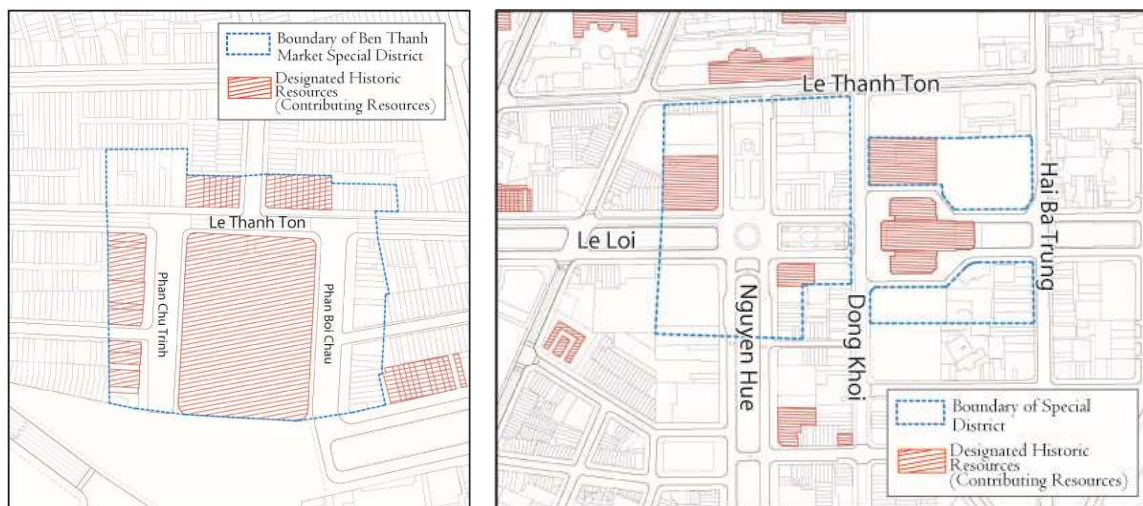 Boundary of Ben Thanh
Market Special District
Designated Historic
Resources
(Contributing Resources)
Le Thanh Ton
Phan Chu Trinh
Phan Boi Chau
Le Thanh Ton
Hai Ba Trung
Le Loi
Nguyen Hue
Dong Khoi
Boundary of Special
District
Designated Historic
Resources
(Contributing Resources)